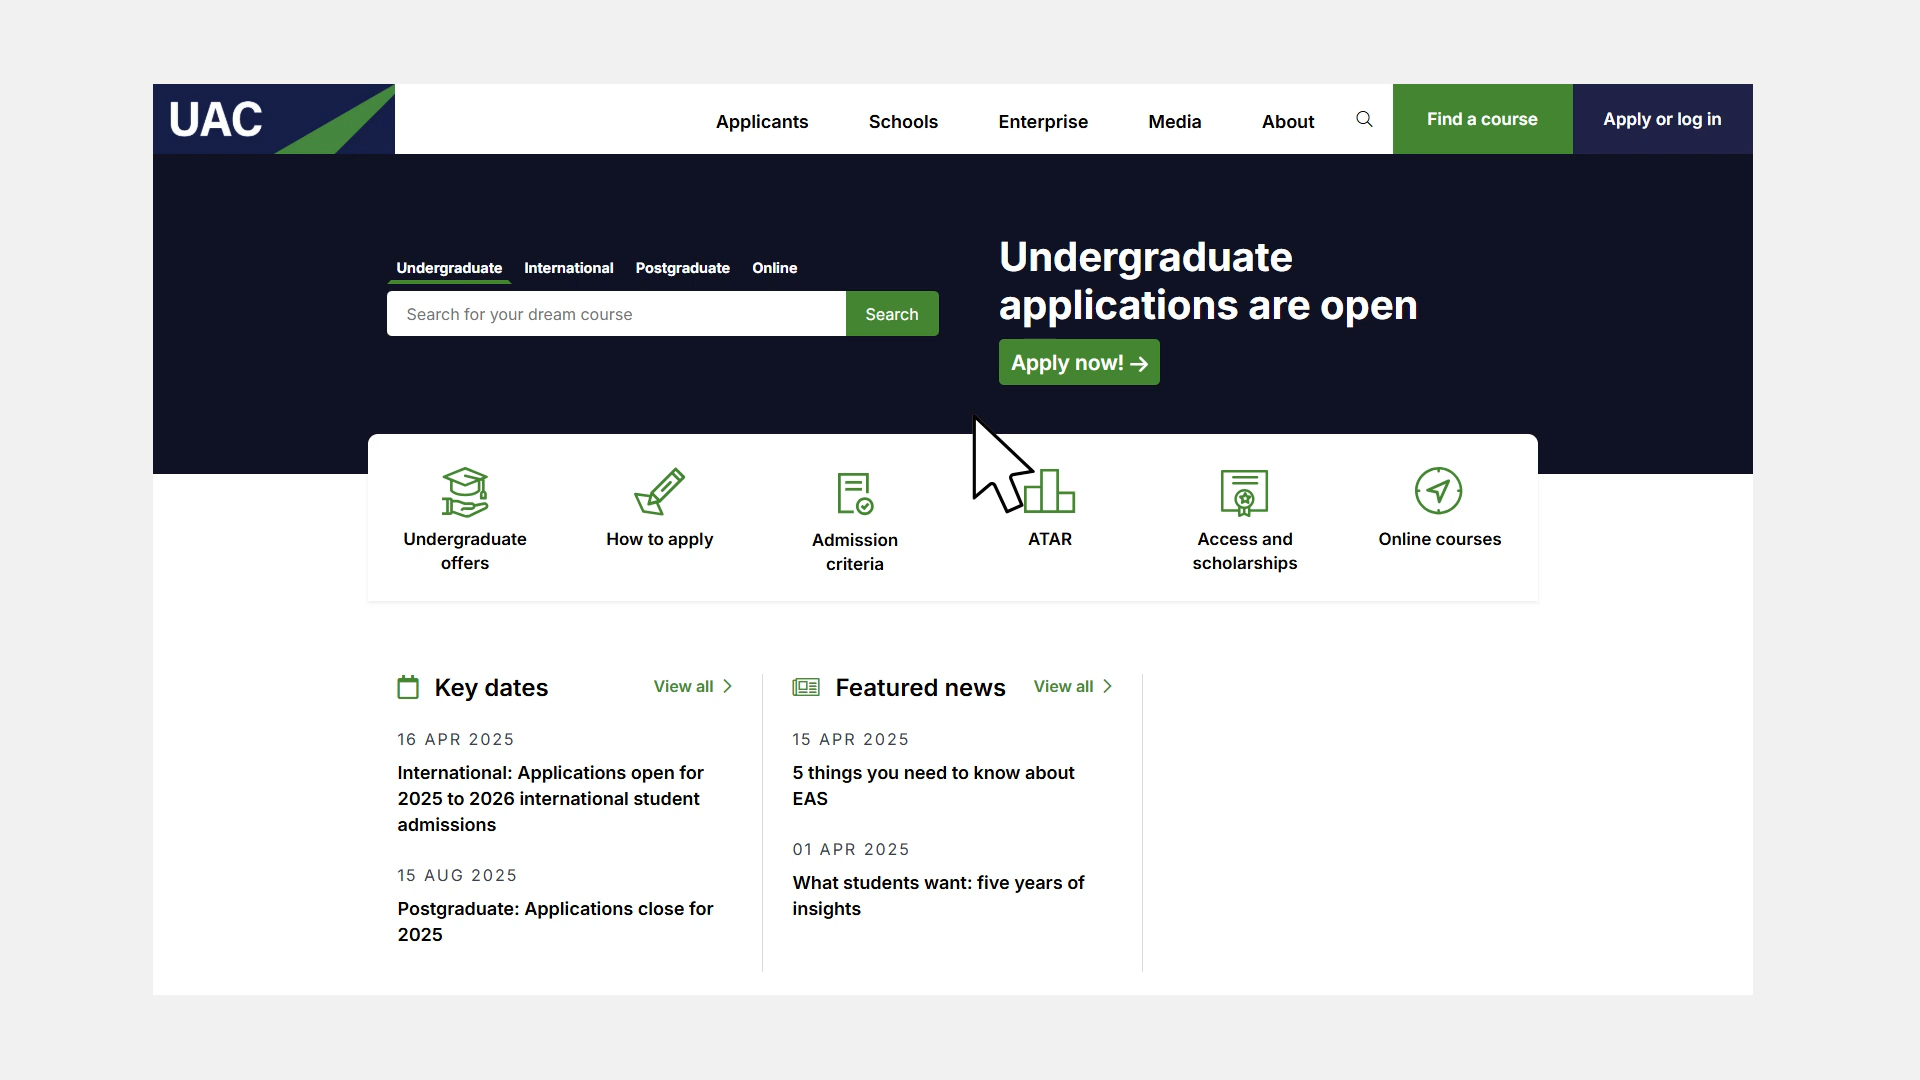 UAC
Applicants
Schools
Enterprise
Media
About
Find a course
Apply or log in
Undergraduate
International
Postgraduate
Online
Search for your dream course
Search
Undergraduate
applications are open
Apply now!
Undergraduate
offers
How to apply
Admission
criteria
ATAR
Access and
scholarships
Online courses
Key dates
View all
16 APR 2025
International: Applications open for
2025 to 2026 international student
admissions
15 AUG 2025
Postgraduate: Applications close for
2025
Featured news
View all
15 APR 2025
5 things you need to know about
EAS
01 APR 2025
What students want: five years of
insights